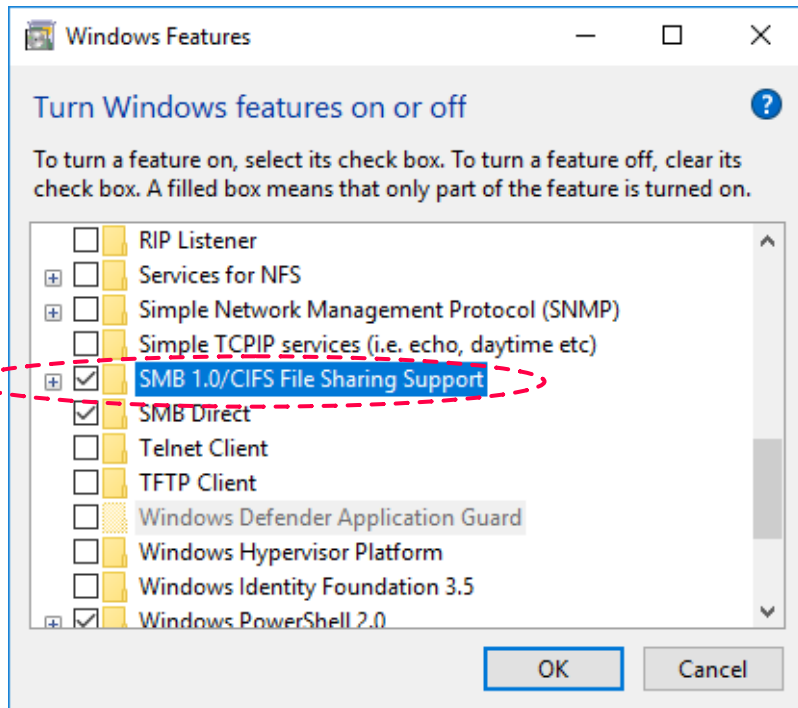 Windows Features
Turn Windows features on or off
?
To turn a feature on, select its check box. To turn a feature off, clear its
check box. A filled box means that only part of the feature is turned on.
RIP Listener
Services for NFS
Simple Network Management Protocol (SNMP)
Simple TCPIP services (i.e. echo, daytime etc)
SMB 1.0/CIFS File Sharing Support
SMB Direct
Telnet Client
TFTP Client
Windows Defender Application Guard
Windows Hypervisor Platform
Windows Identity Foundation 3.5
Windows PowerShell 2.0
OK Cancel